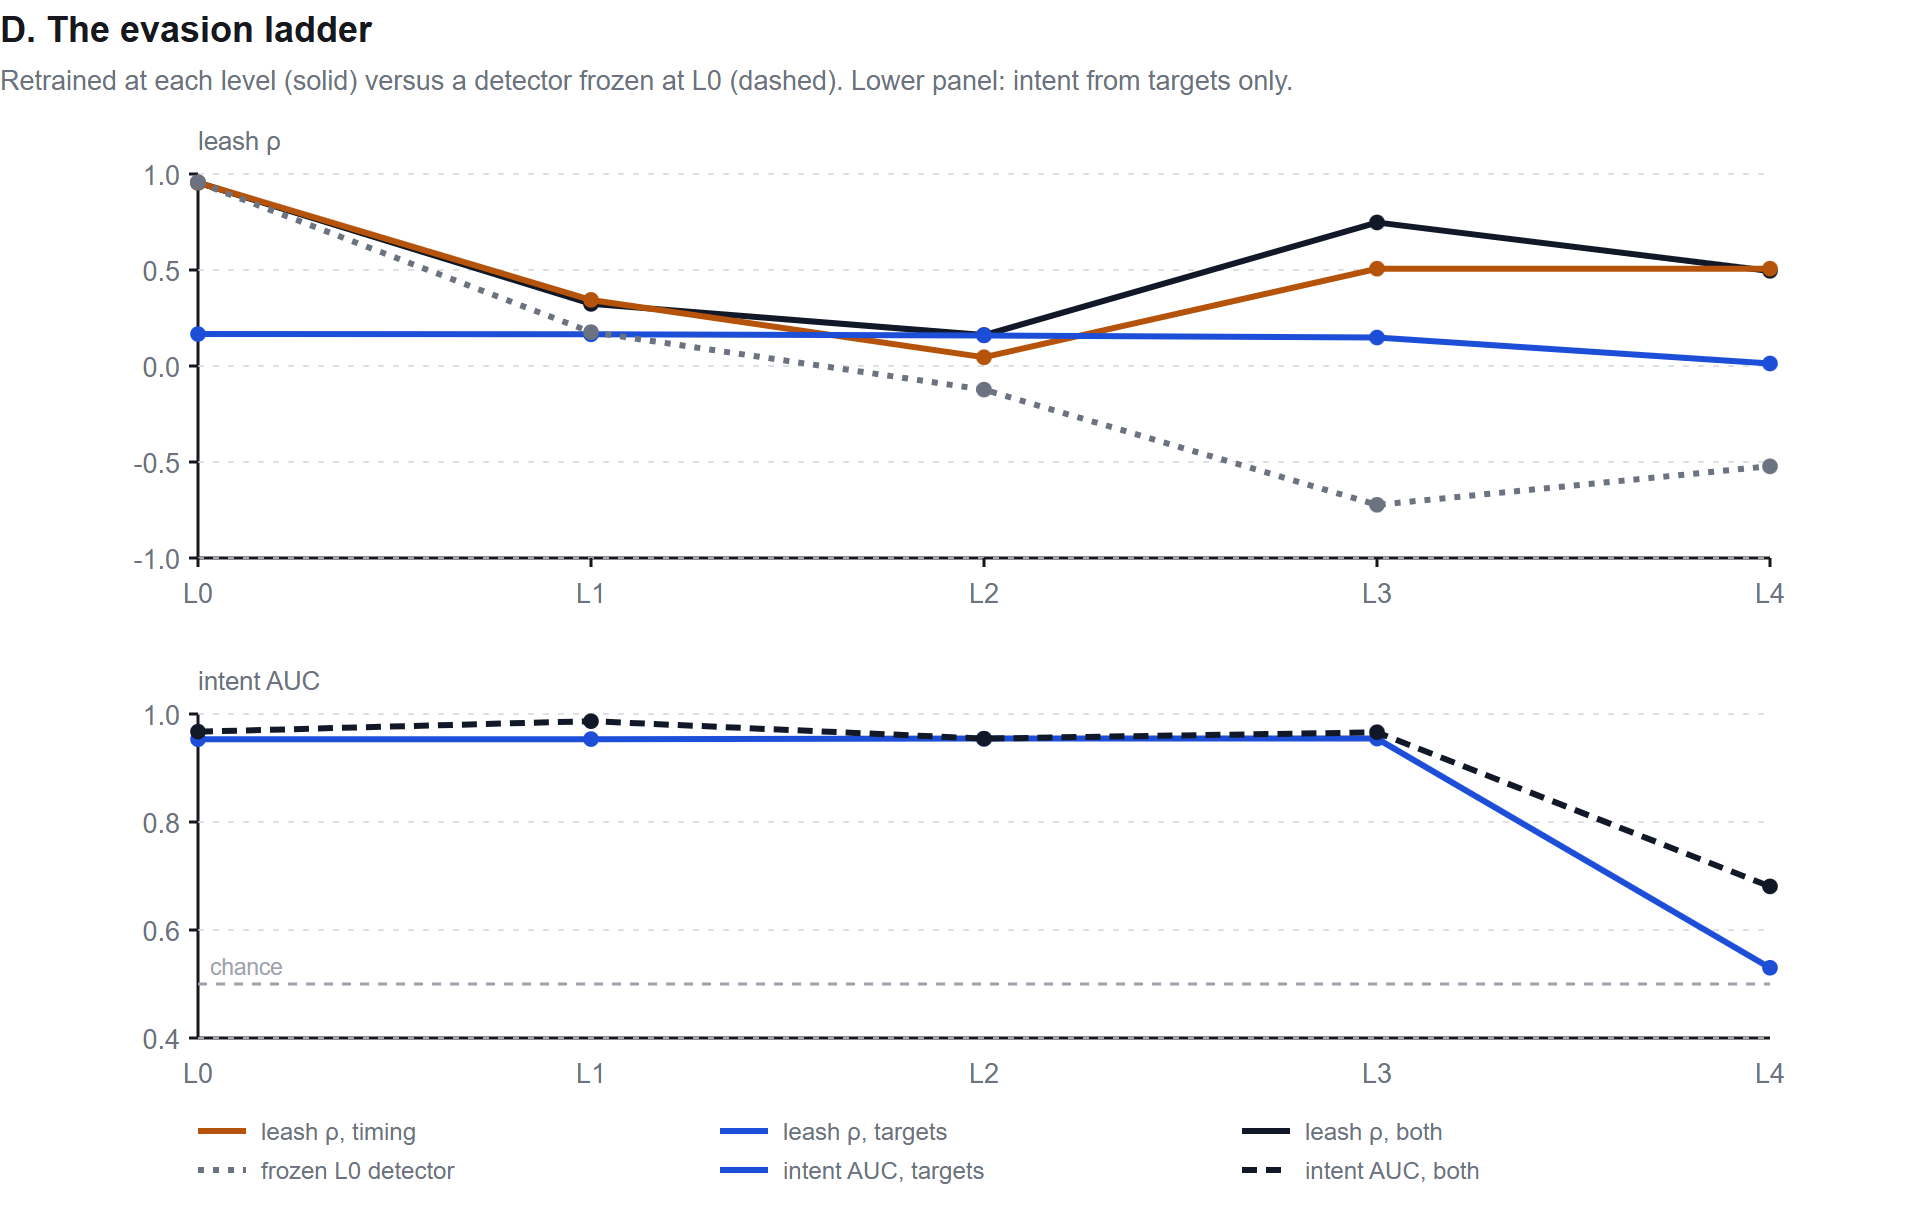 D. The evasion ladder
Retrained at each level (solid) versus a detector frozen at L0 (dashed). Lower panel: intent from targets only.
leash ρ
1.0
0.5
0.0
-0.5
-1.0
L0 L1 L2 L3 L4
intent AUC
1.0
0.8
0.6
chance
0.4
L0 L1 L2 L3 L4
leash ρ, timing leash ρ, targets leash ρ, both
frozen L0 detector intent AUC, targets intent AUC, both